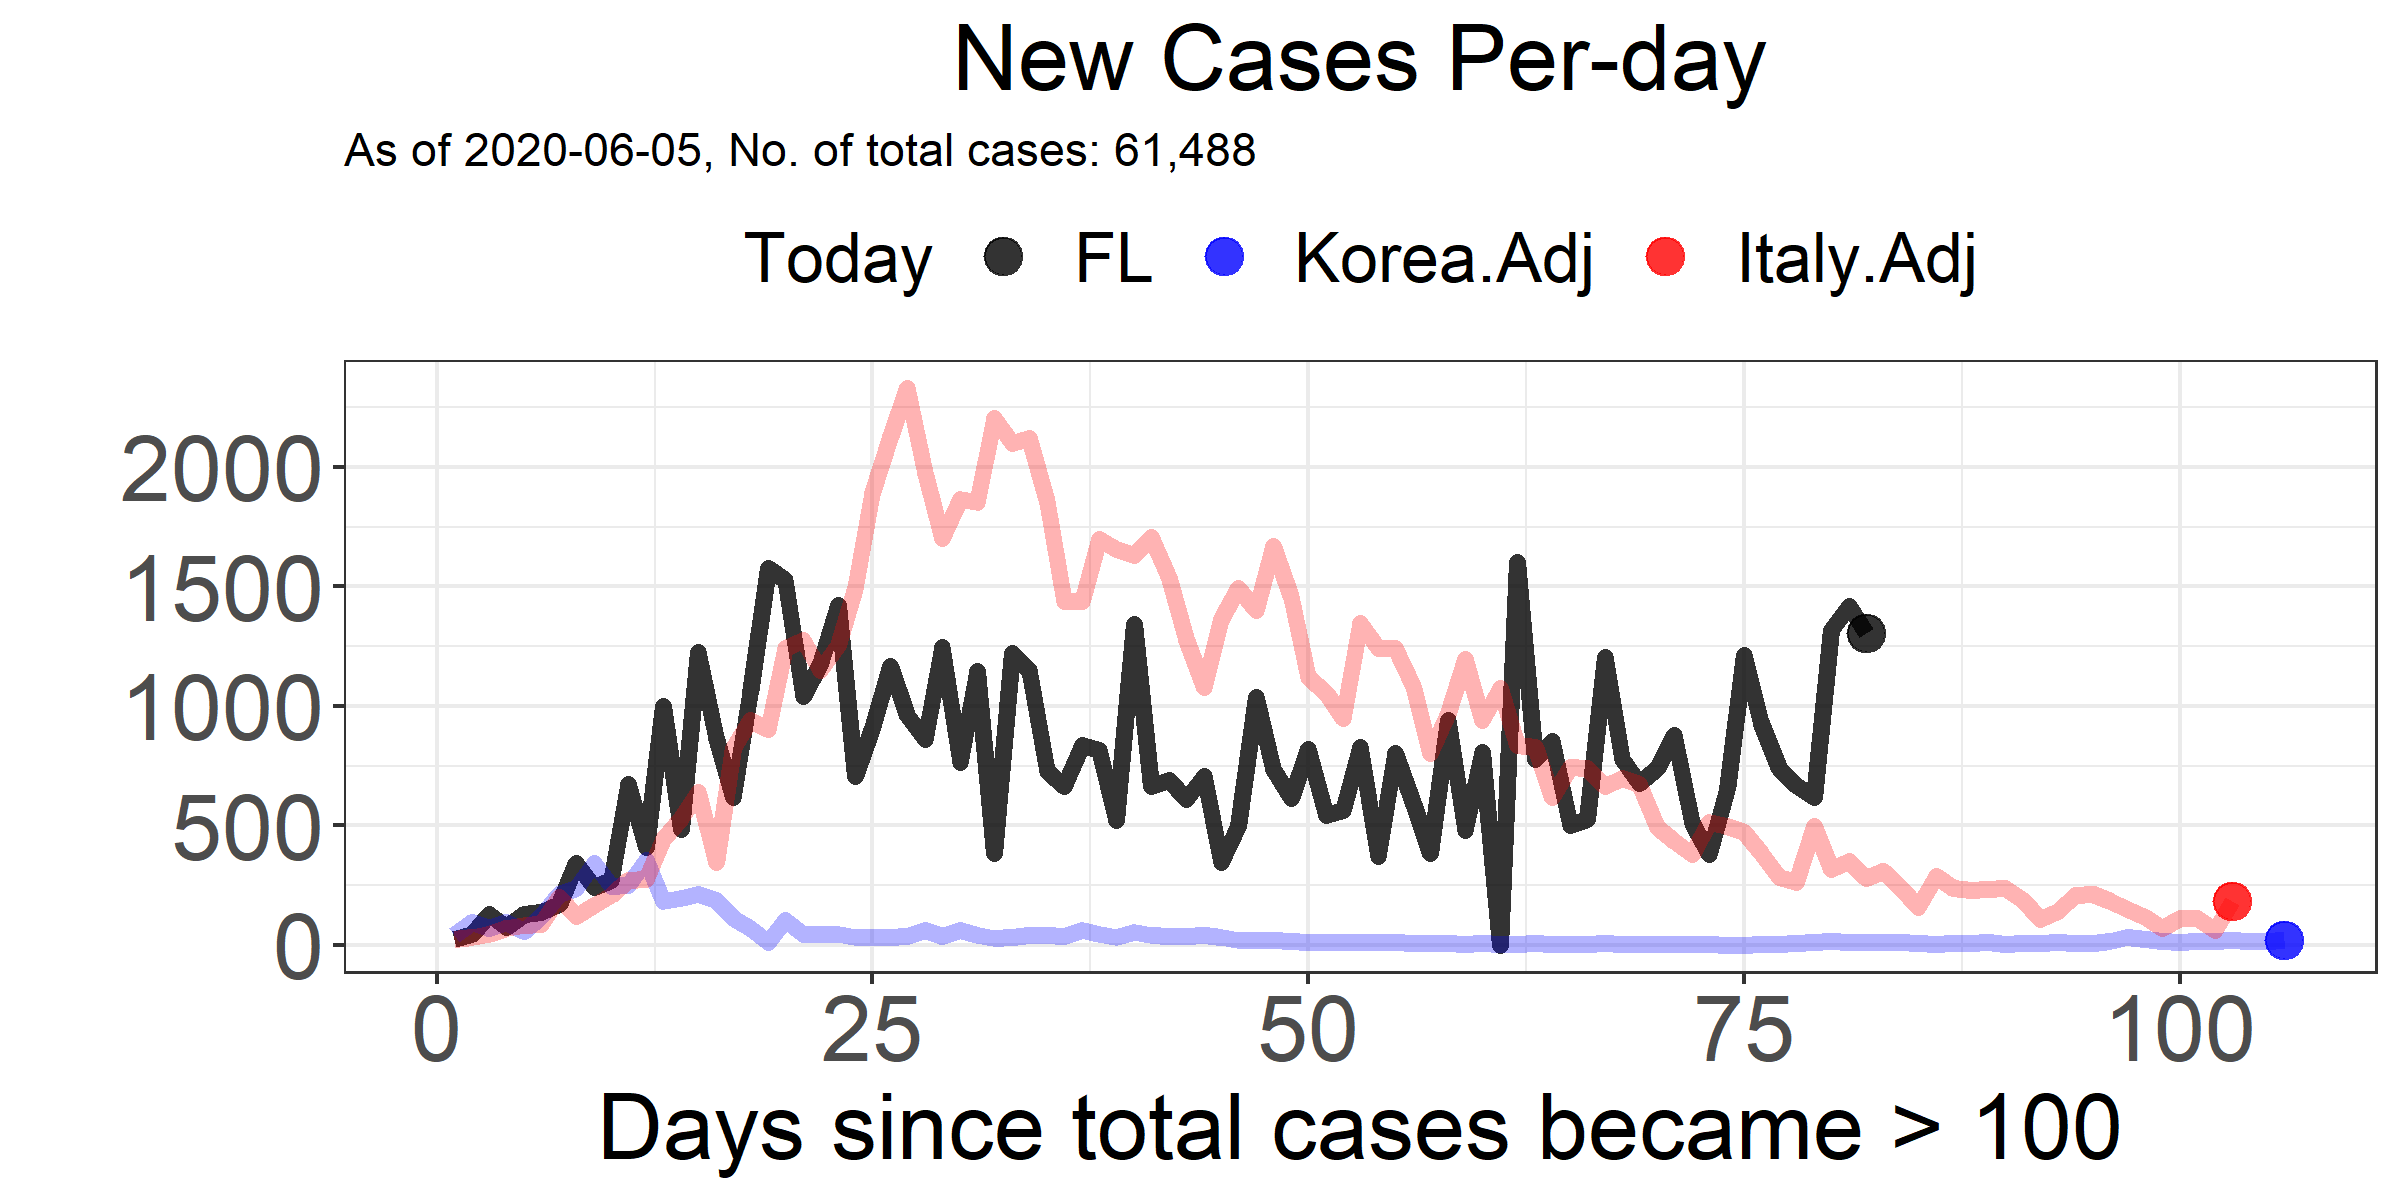 New Cases Per-day
As of 2020-06-05, No. of total cases: 61,488
Today FL Korea.Adj Italy.Adj
2000
1500
1000
500
0
0 25 50 75 100
Days since total cases became > 100